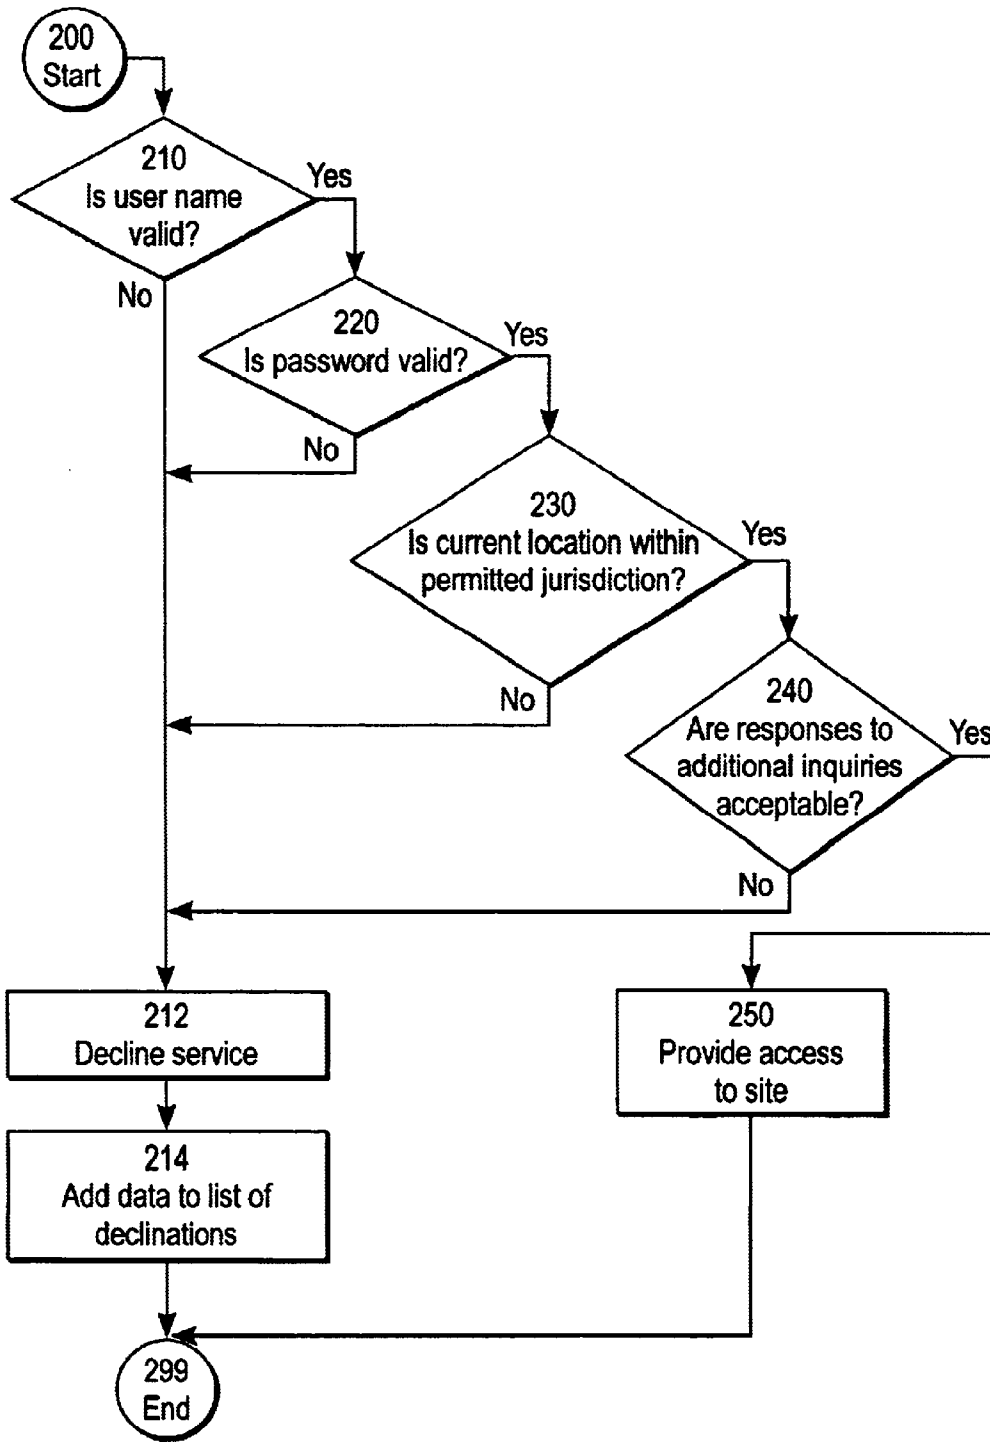 200
Start
210
Is user name
valid?
Yes
No
220
Is password valid?
Yes
No
230
Is current location within
permitted jurisdiction?
Yes
No
240
Are responses to
additional inquiries
acceptable?
Yes
No
212
Decline service
250
Provide access
to site
214
Add data to list of
declinations
299
End